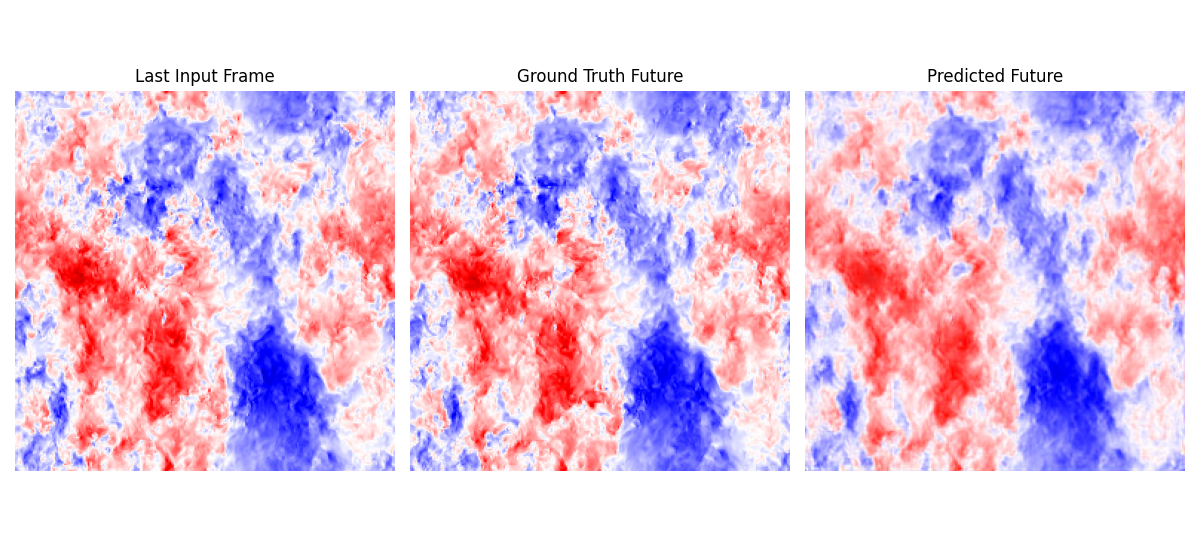 Last Input Frame
Ground Truth Future
Predicted Future